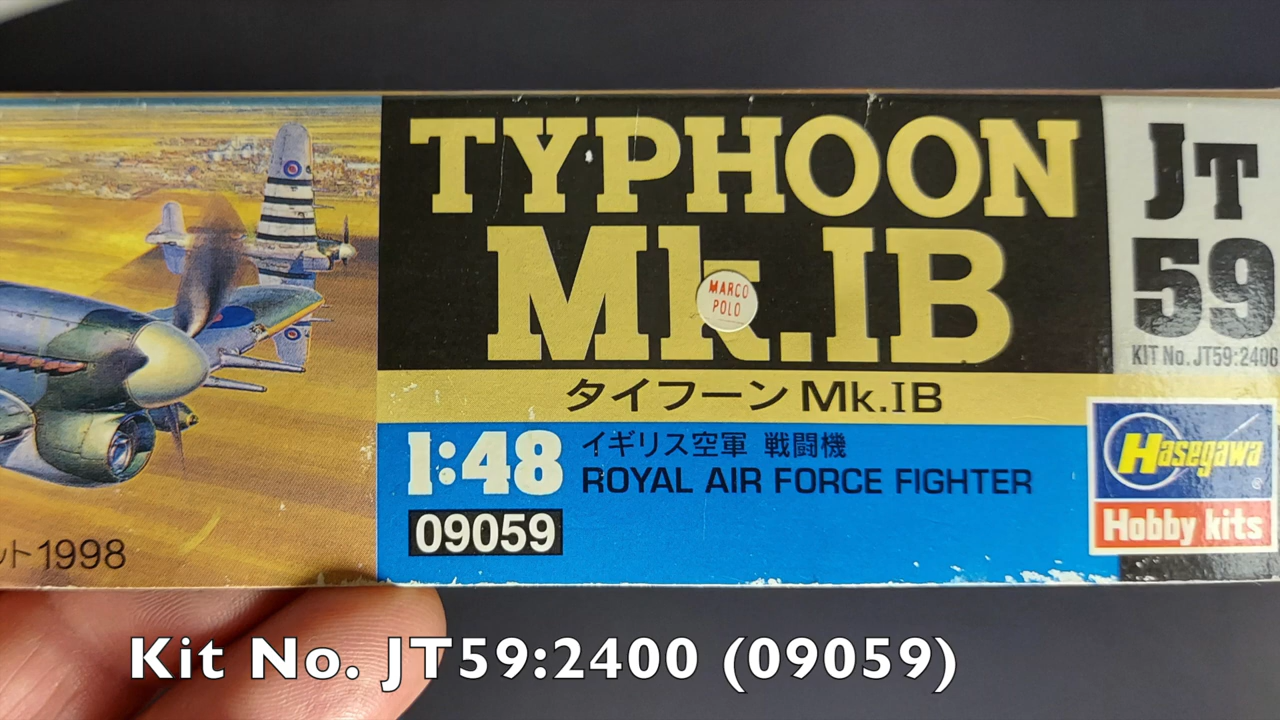 TYPHOON
Mk.IB
MARCO
POLO
タイフーン Mk.IB
1:48
イギリス空軍 戦闘機
ROYAL AIR FORCE FIGHTER
09059
JT
59
KIT No. JT59:2400
Hasegawa
Hobby kits
ット1998
Kit No. JT59:2400 (09059)